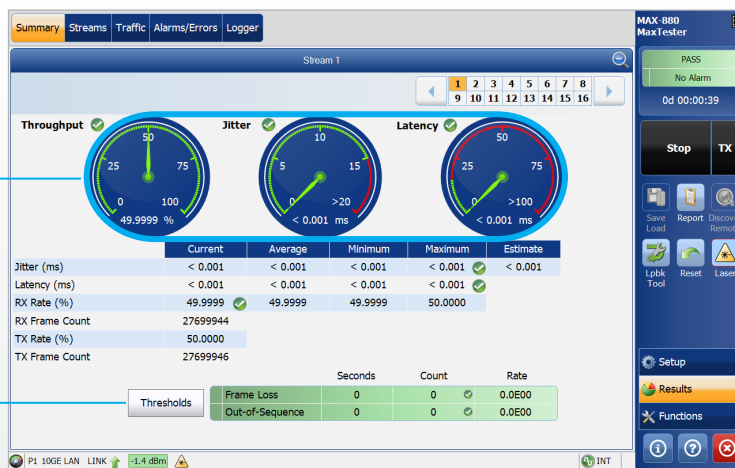 Summary Streams Traffic Alarms/Errors Logger
MAX-880
MaxTester
Stream 1
1 2 3 4 5 6 7 8
9 10 11 12 13 14 15 16
PASS
No Alarm
0d 00:00:39
Throughput Jitter Latency
50
25 75
0 100
49.9999 %
10
5 15
0 >20
< 0.001 ms
50
25 75
0 >100
< 0.001 ms
Stop TX
Save
Load
Report
Discover
Remote
Lpbk
Tool
Reset
Laser
Current Average Minimum Maximum Estimate
Jitter (ms) < 0.001 < 0.001 < 0.001 < 0.001 < 0.001
Latency (ms) < 0.001 < 0.001 < 0.001 < 0.001
RX Rate (%) 49.9999 49.9999 49.9999 50.0000
RX Frame Count 27699944
TX Rate (%) 50.0000
TX Frame Count 27699946
Seconds Count Rate
Thresholds
Frame Loss 0 0 0.0E00
Out-of-Sequence 0 0 0.0E00
Setup
Results
Functions
P1 10GE LAN LINK -1.4 dBm INT